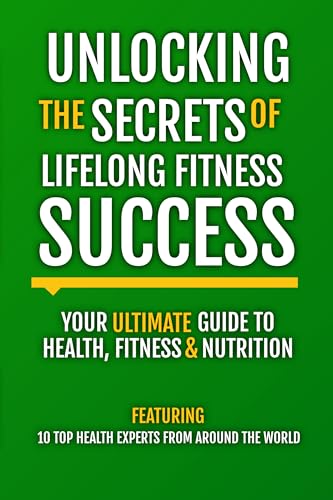 UNLOCKING
THE SECRETS OF
LIFELONG FITNESS
SUCCESS
YOUR ULTIMATE GUIDE TO
HEALTH, FITNESS & NUTRITION
FEATURING
10 TOP HEALTH EXPERTS FROM AROUND THE WORLD